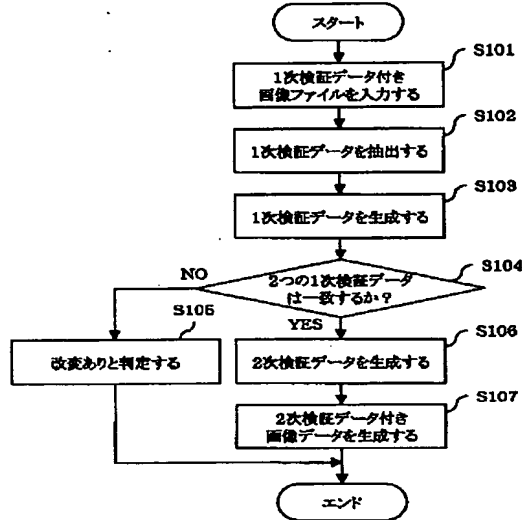 スタート
S101
1次検証データ付き
画像ファイルを入力する
S102
1次検証データを抽出する
S103
1次検証データを生成する
S104
2つの1次検証データ
は一致するか?
NO
YES
S105
改変ありと判定する
S106
2次検証データを生成する
S107
2次検証データ付き
画像データを生成する
エンド